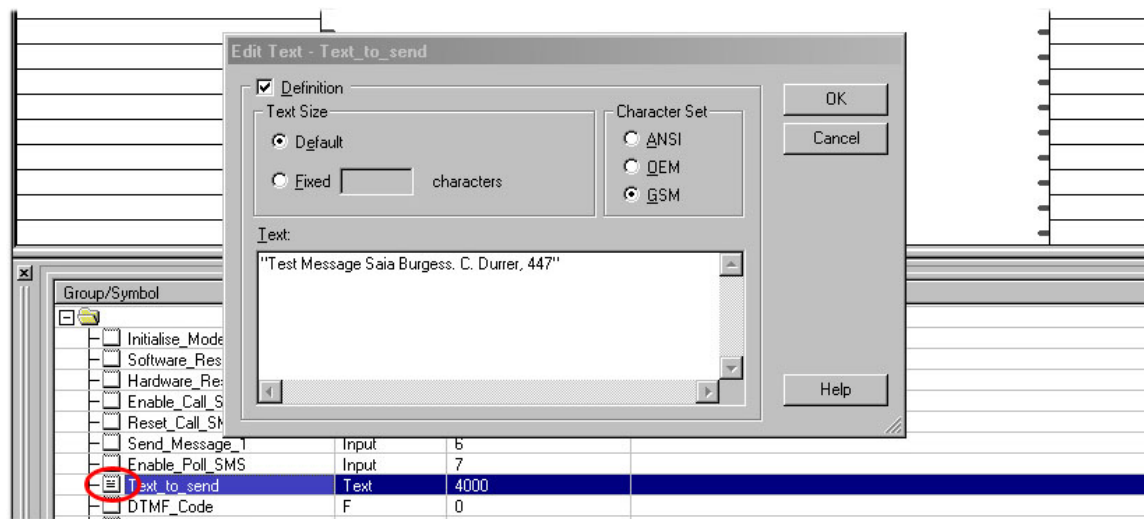 Edit Text - Text_to_send
Definition
Text Size
Default
Fixed characters
Character Set
ANSI
OEM
GSM
OK
Cancel
Text:
"Test Message Saia Burgess. C. Durrer, 447"
Help
Group/Symbol
Initialise_Mode
Software_Res
Hardware_Re
Enable_Call_S
Reset_Call_SM
Send_Message_1 Input 6
Enable_Poll_SMS Input 7
Text_to_send Text 4000
DTMF_Code F 0